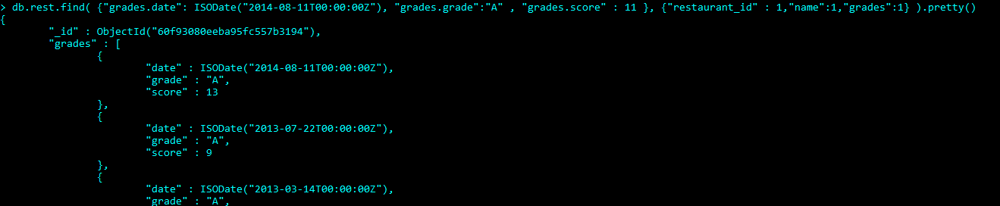 > db.rest.find( {"grades.date": ISODate("2014-08-11T00:00:00Z"), "grades.grade":"A" , "grades.score" : 11 }, {"restaurant_id" : 1,"name":1,"grades":1} ).pretty()
{
"_id" : ObjectId("60f93080eeba95fc557b3194"),
"grades" : [
{
"date" : ISODate("2014-08-11T00:00:00Z"),
"grade" : "A",
"score" : 13
},
{
"date" : ISODate("2013-07-22T00:00:00Z"),
"grade" : "A",
"score" : 9
},
{
"date" : ISODate("2013-03-14T00:00:00Z"),
"grade" : "A",